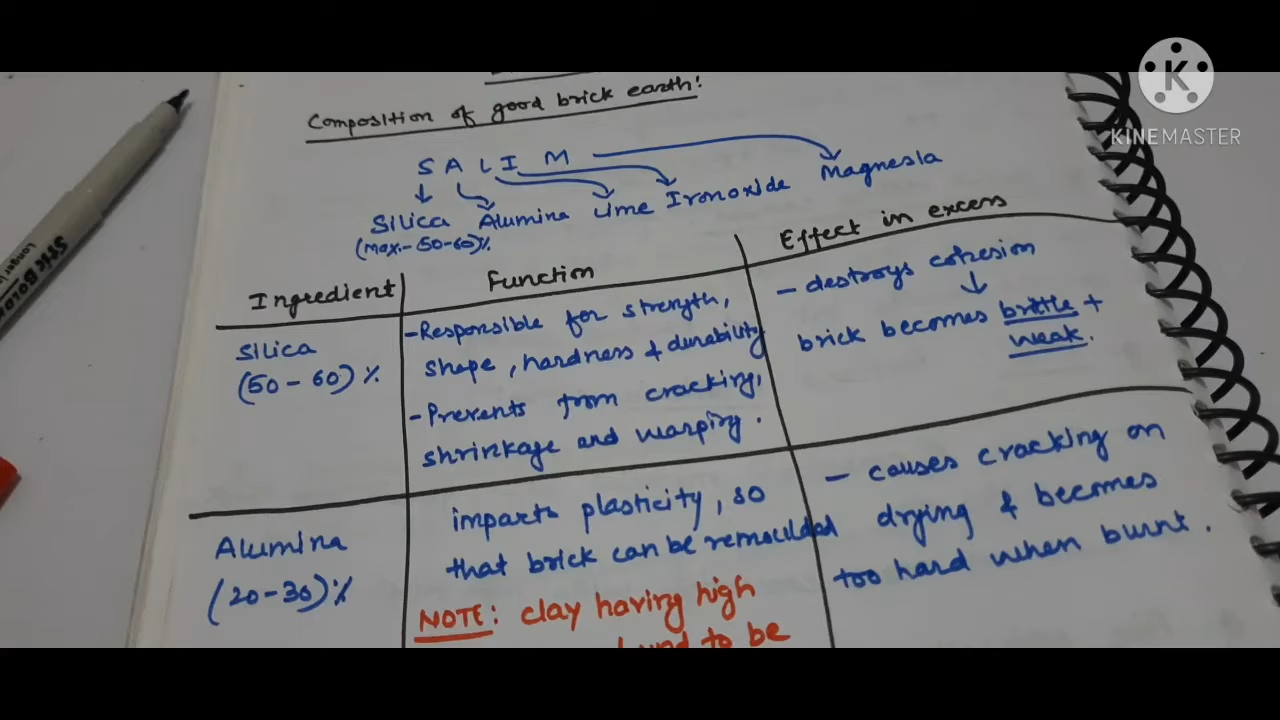 Composition of good brick earth:
S A L I M
Silica Alumina Lime Ironoxide Magnesia
(Max.- 50-60)%
Ingredient Function Effect in excess
Silica
(50 - 60) %
- Responsible for strength,
shape, hardness & durability
- Prevents from cracking,
shrinkage and warping.
- destroys cohesion
brick becomes brittle +
weak.
Alumina
(20-30)%
imparts plasticity, so
that brick can be remoulded
NOTE: clay having high
to be
- causes cracking on
drying & becomes
too hard when burnt.
K
KINEMASTER